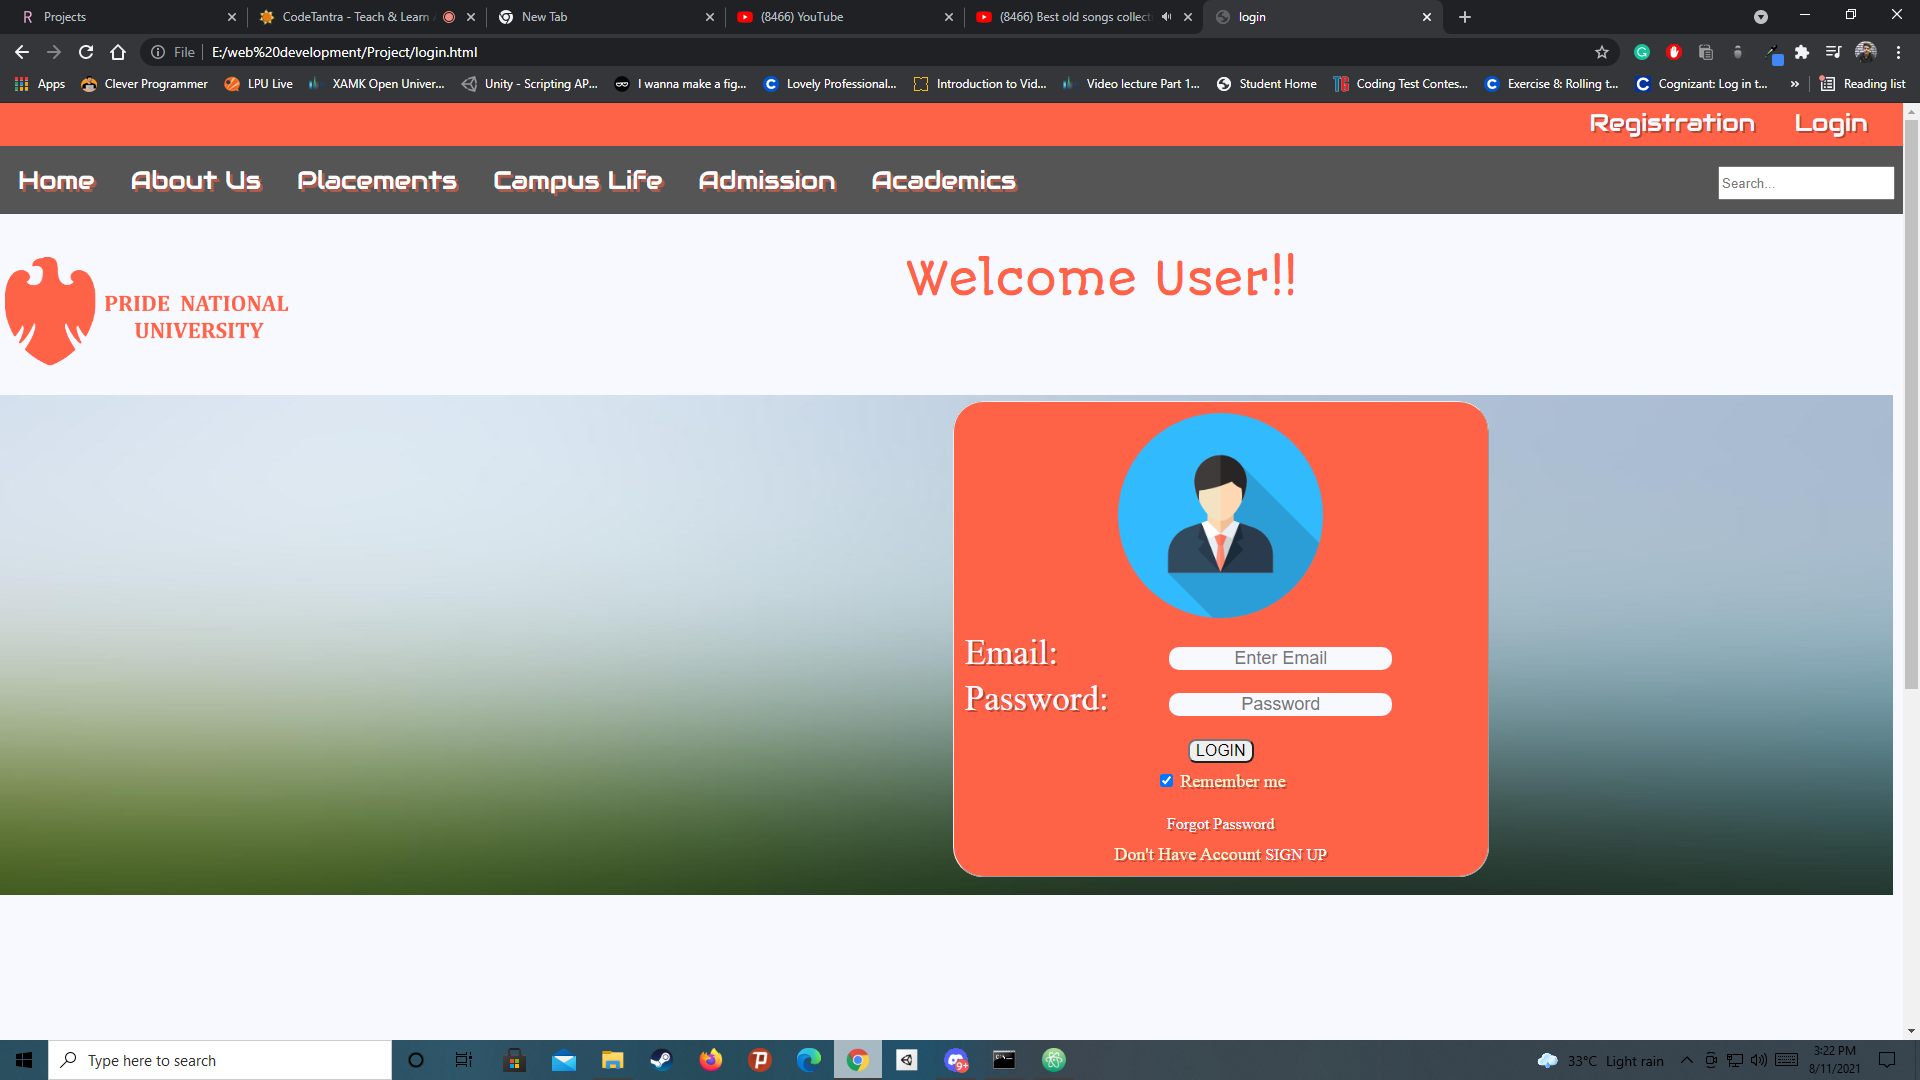 Projects
CodeTantra - Teach & Learn
New Tab
(8466) YouTube
(8466) Best old songs collect
login
File
E:/web%20development/Project/login.html
Apps
Clever Programmer
LPU Live
XAMK Open Univer...
Unity - Scripting AP...
I wanna make a fig...
Lovely Professional...
Introduction to Vid...
Video lecture Part 1...
Student Home
Coding Test Contes...
Exercise 8: Rolling t...
Cognizant: Log in t...
»
Reading list
Registration
Login
Home
About Us
Placements
Campus Life
Admission
Academics
Search...
Welcome User!!
PRIDE NATIONAL
UNIVERSITY
Email:
Enter Email
Password:
Password
LOGIN
Remember me
Forgot Password
Don't Have Account SIGN UP
Type here to search
9+
33°C Light rain
3:22 PM
8/11/2021